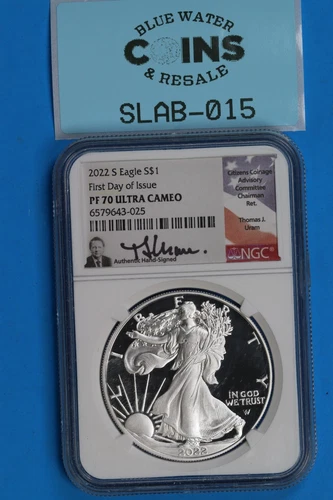 BLUE WATER
COINS
& RESALE
SLAB-015
2022 S Eagle S$1
First Day of Issue
PF 70 ULTRA CAMEO
6579643-025
Authentic Hand-Signed
Citizens Coinage
Advisory
Committee
Chairman
Ret.
Thomas J.
Uram
NGC
LIBERTY
IN GOD
WE TRUST
2022